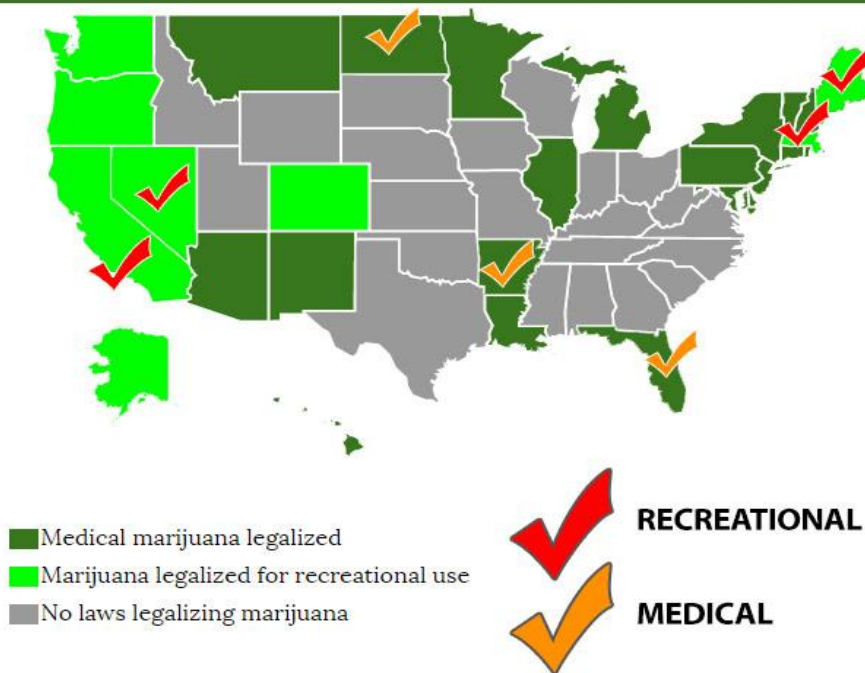 Medical marijuana legalized
Marijuana legalized for recreational use
No laws legalizing marijuana
RECREATIONAL
MEDICAL